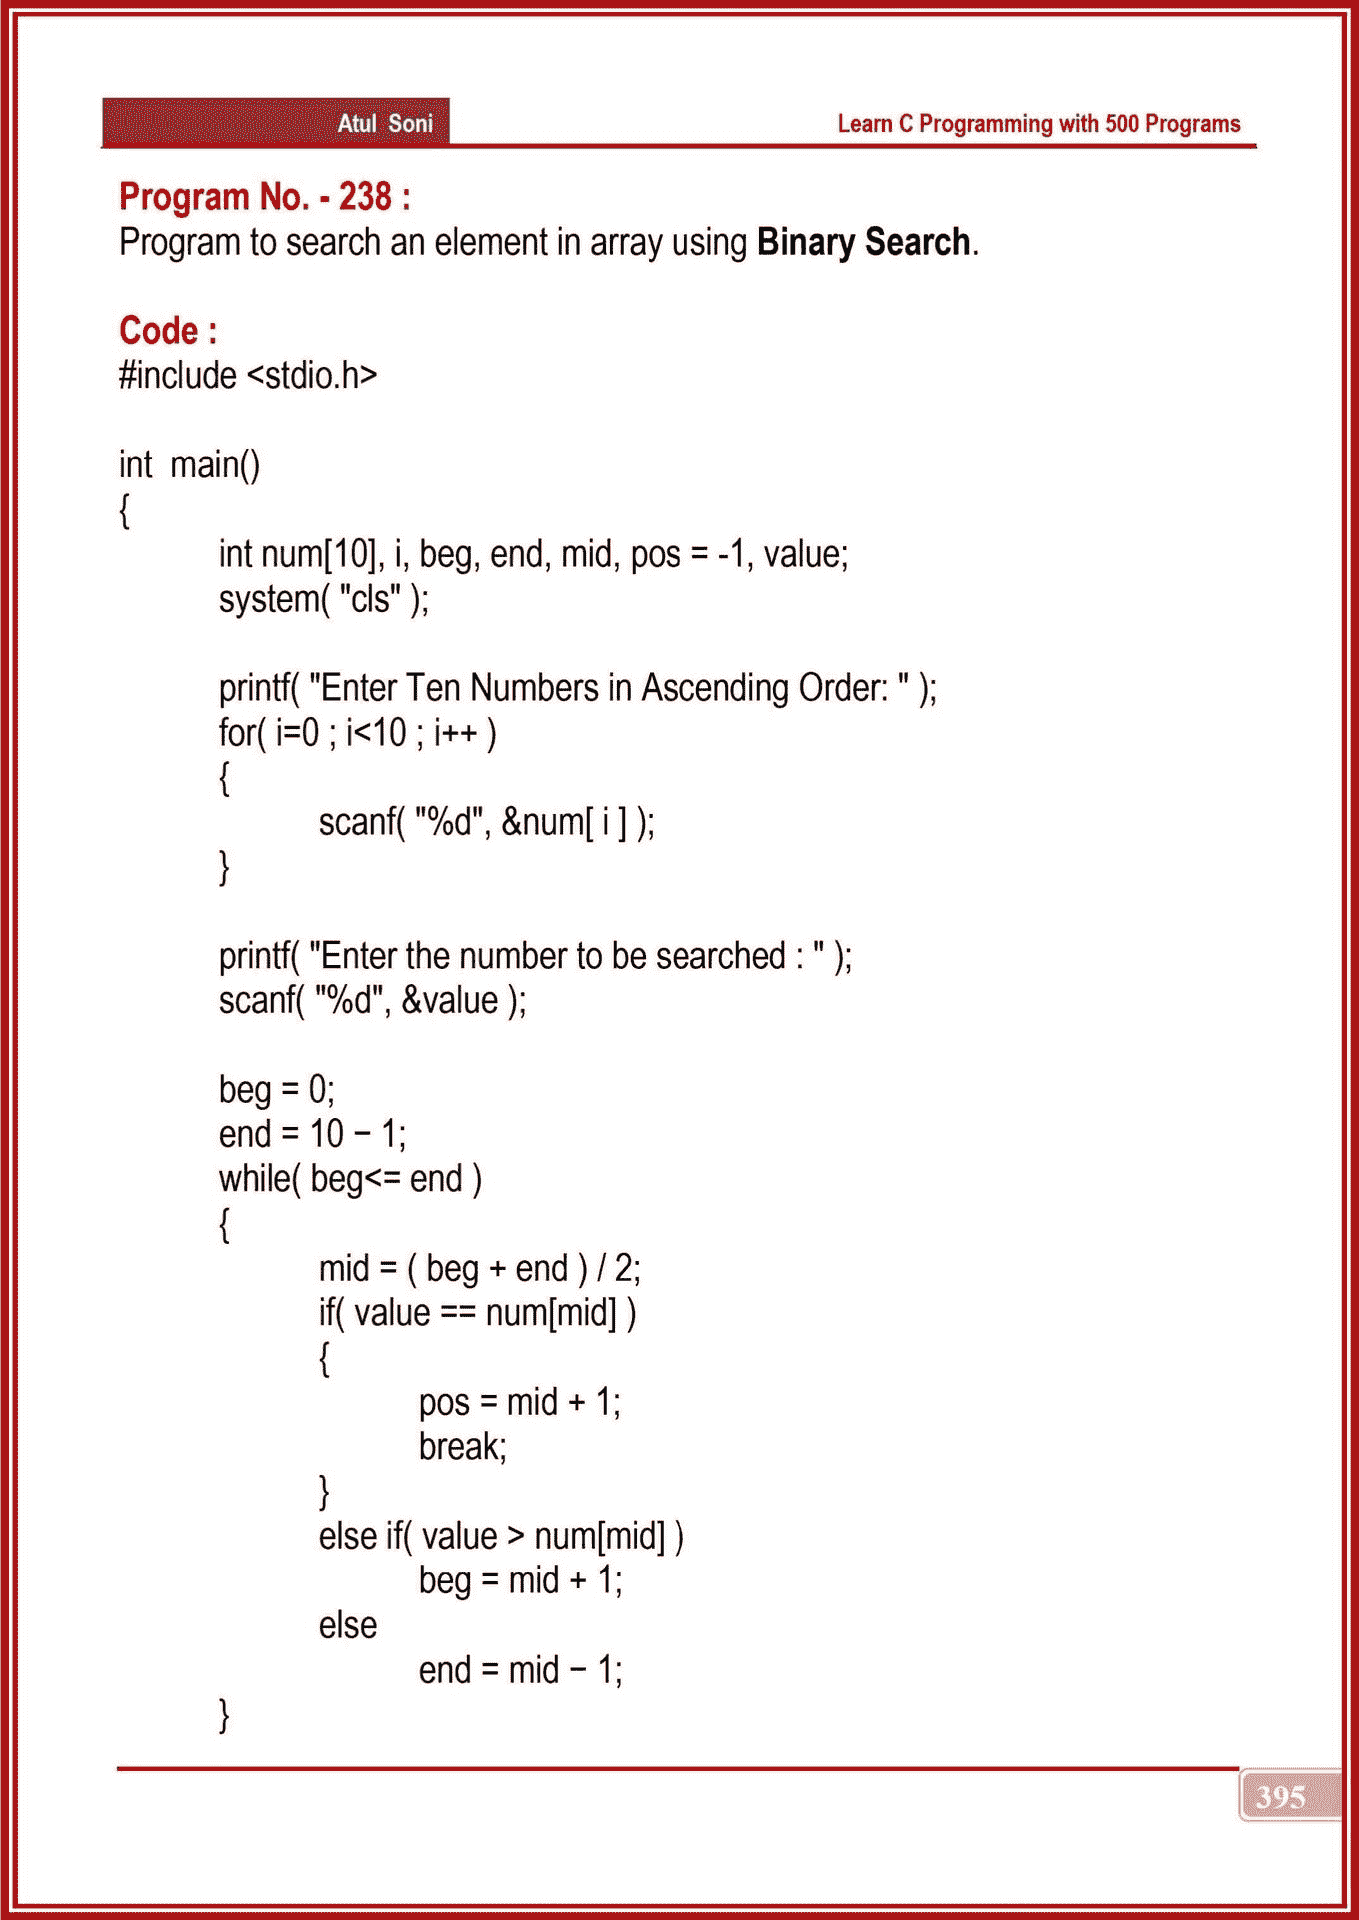 Atul Soni
Learn C Programming with 500 Programs
Program No. - 238 :
Program to search an element in array using Binary Search.
Code :
#include <stdio.h>
int main()
{
int num[10], i, beg, end, mid, pos = -1, value;
system( "cls" );
printf( "Enter Ten Numbers in Ascending Order: " );
for( i=0 ; i<10 ; i++ )
{
scanf( "%d", &num[ i ] );
}
printf( "Enter the number to be searched : " );
scanf( "%d", &value );
beg = 0;
end = 10 − 1;
while( beg<= end )
{
mid = ( beg + end ) / 2;
if( value == num[mid] )
{
pos = mid + 1;
break;
}
else if( value > num[mid] )
beg = mid + 1;
else
end = mid − 1;
}
395